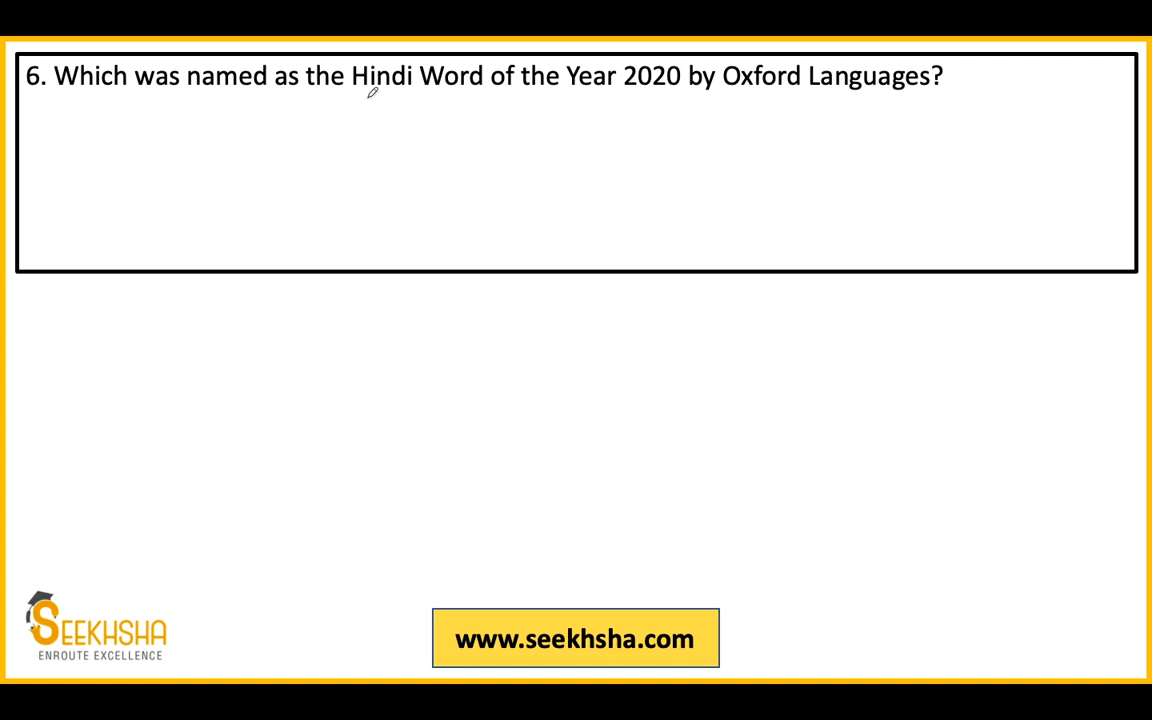 6. Which was named as the Hindi Word of the Year 2020 by Oxford Languages?
SEEKHSHA
ENROUTE EXCELLENCE
www.seekhsha.com